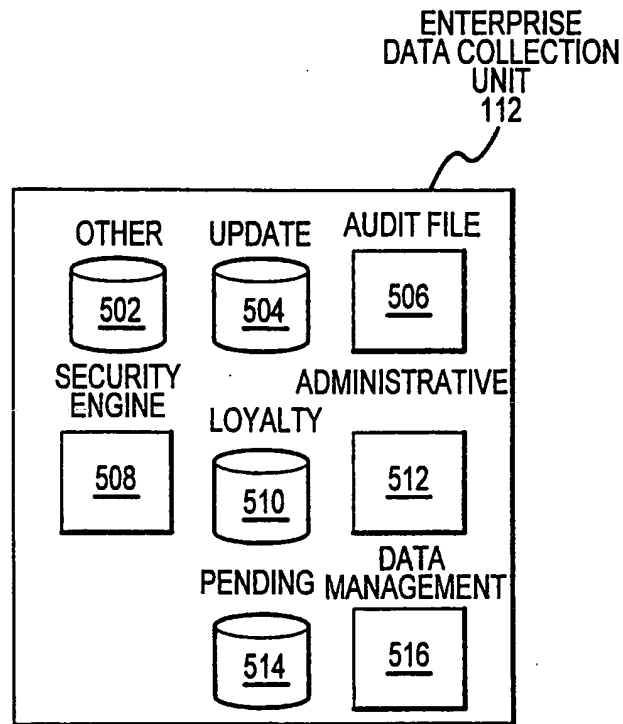 ENTERPRISE
DATA COLLECTION
UNIT
112
OTHER
UPDATE
AUDIT FILE
502
504
506
SECURITY
ENGINE
LOYALTY
ADMINISTRATIVE
508
510
512
PENDING
DATA
MANAGEMENT
514
516